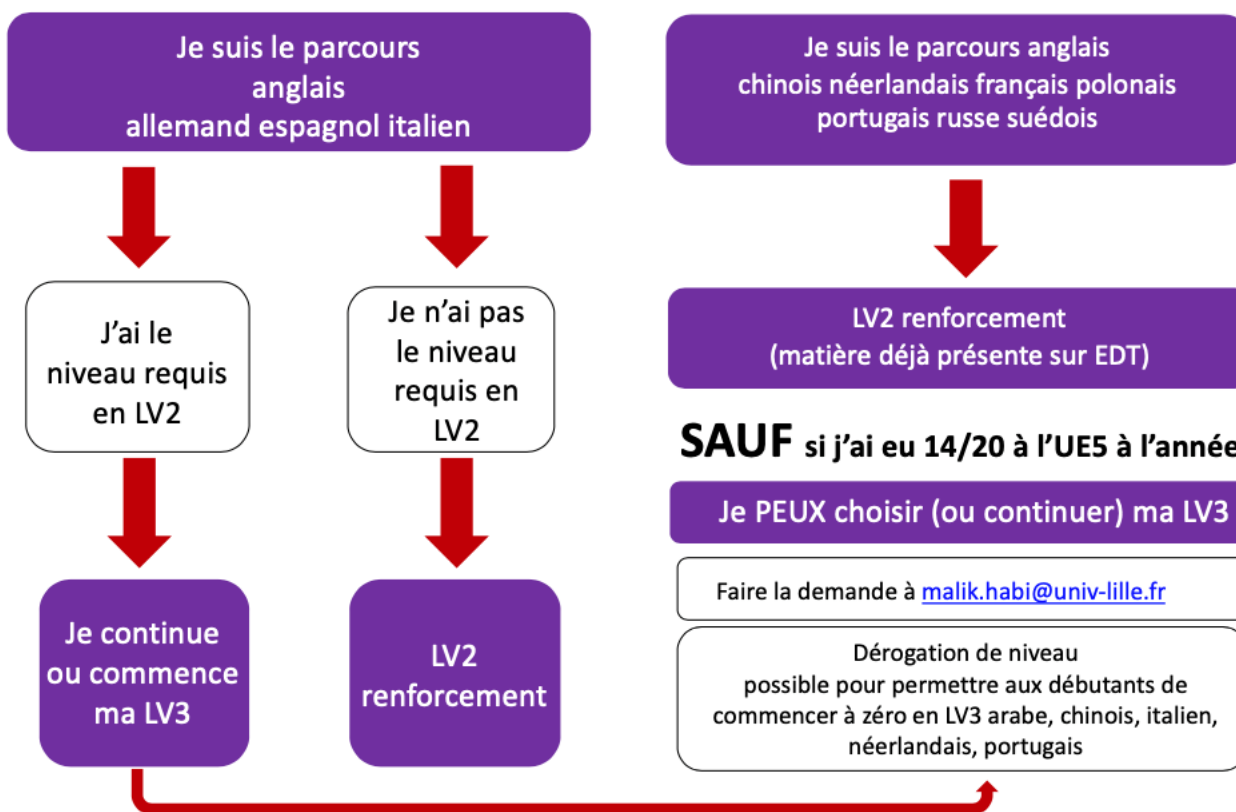 Je suis le parcours
anglais
allemand espagnol italien
J'ai le
niveau requis
en LV2
Je n'ai pas
le niveau
requis en
LV2
Je continue
ou commence
ma LV3
LV2
renforcement
Je suis le parcours anglais
chinois néerlandais français polonais
portugais russe suédois
LV2 renforcement
(matière déjà présente sur EDT)
SAUF si j'ai eu 14/20 à l'UE5 à l'année
Je PEUX choisir (ou continuer) ma LV3
Faire la demande à malik.habi@univ-lille.fr
Dérogation de niveau
possible pour permettre aux débutants de
commencer à zéro en LV3 arabe, chinois, italien,
néerlandais, portugais